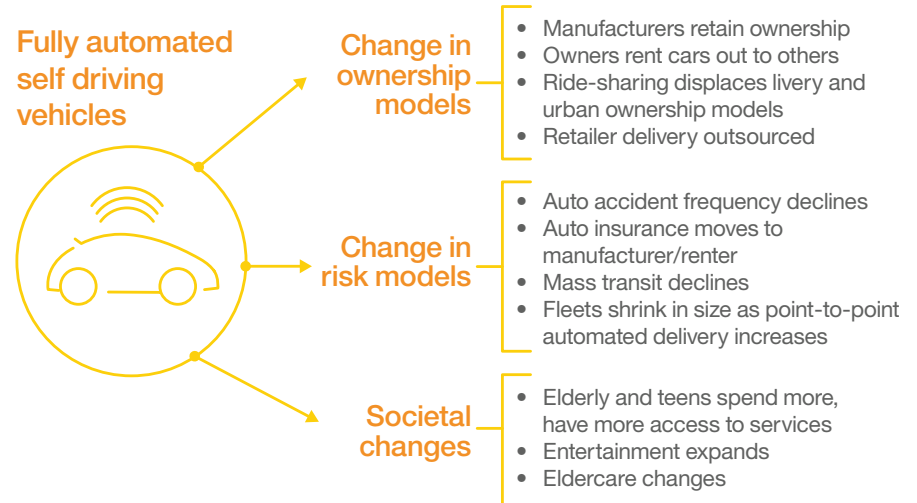 Fully automated
self driving
vehicles
Change in
ownership
models
• Manufacturers retain ownership
• Owners rent cars out to others
• Ride-sharing displaces livery and
urban ownership models
• Retailer delivery outsourced
Change in
risk models
• Auto accident frequency declines
• Auto insurance moves to
manufacturer/renter
• Mass transit declines
• Fleets shrink in size as point-to-point
automated delivery increases
Societal
changes
• Elderly and teens spend more,
have more access to services
• Entertainment expands
• Eldercare changes